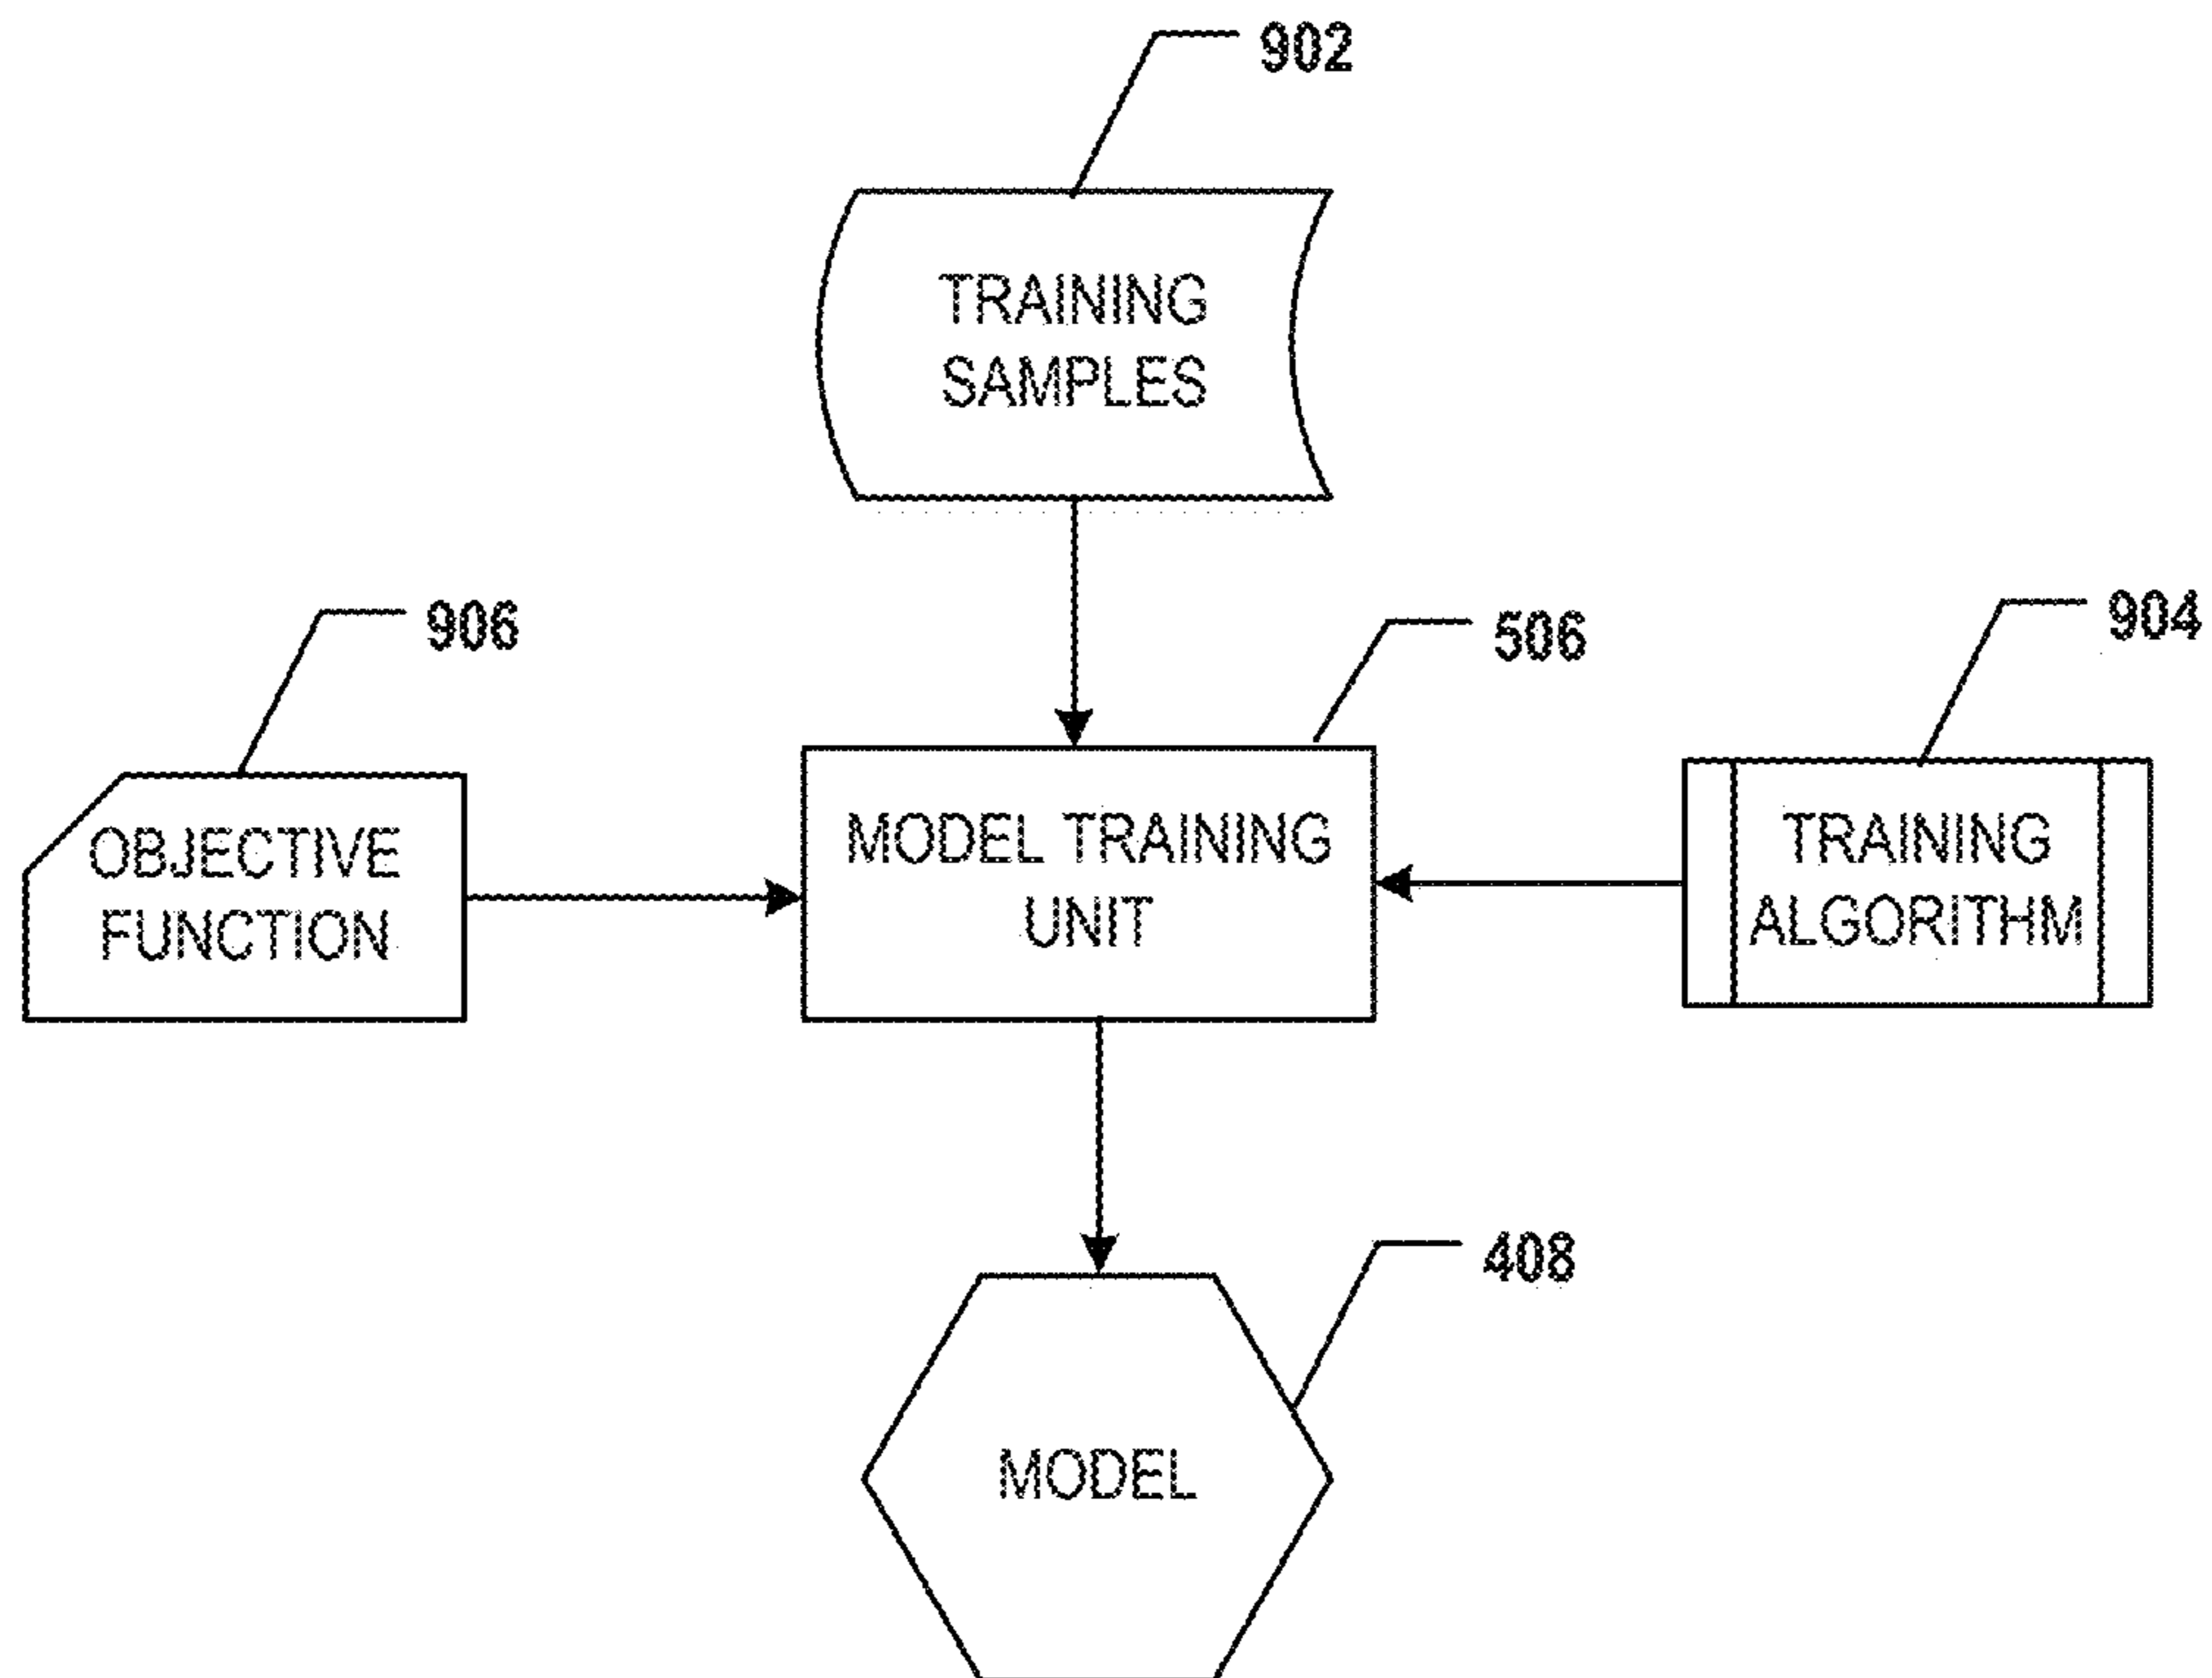 902
TRAINING
SAMPLES
906
506
904
OBJECTIVE
FUNCTION
MODEL TRAINING
UNIT
TRAINING
ALGORITHM
408
MODEL